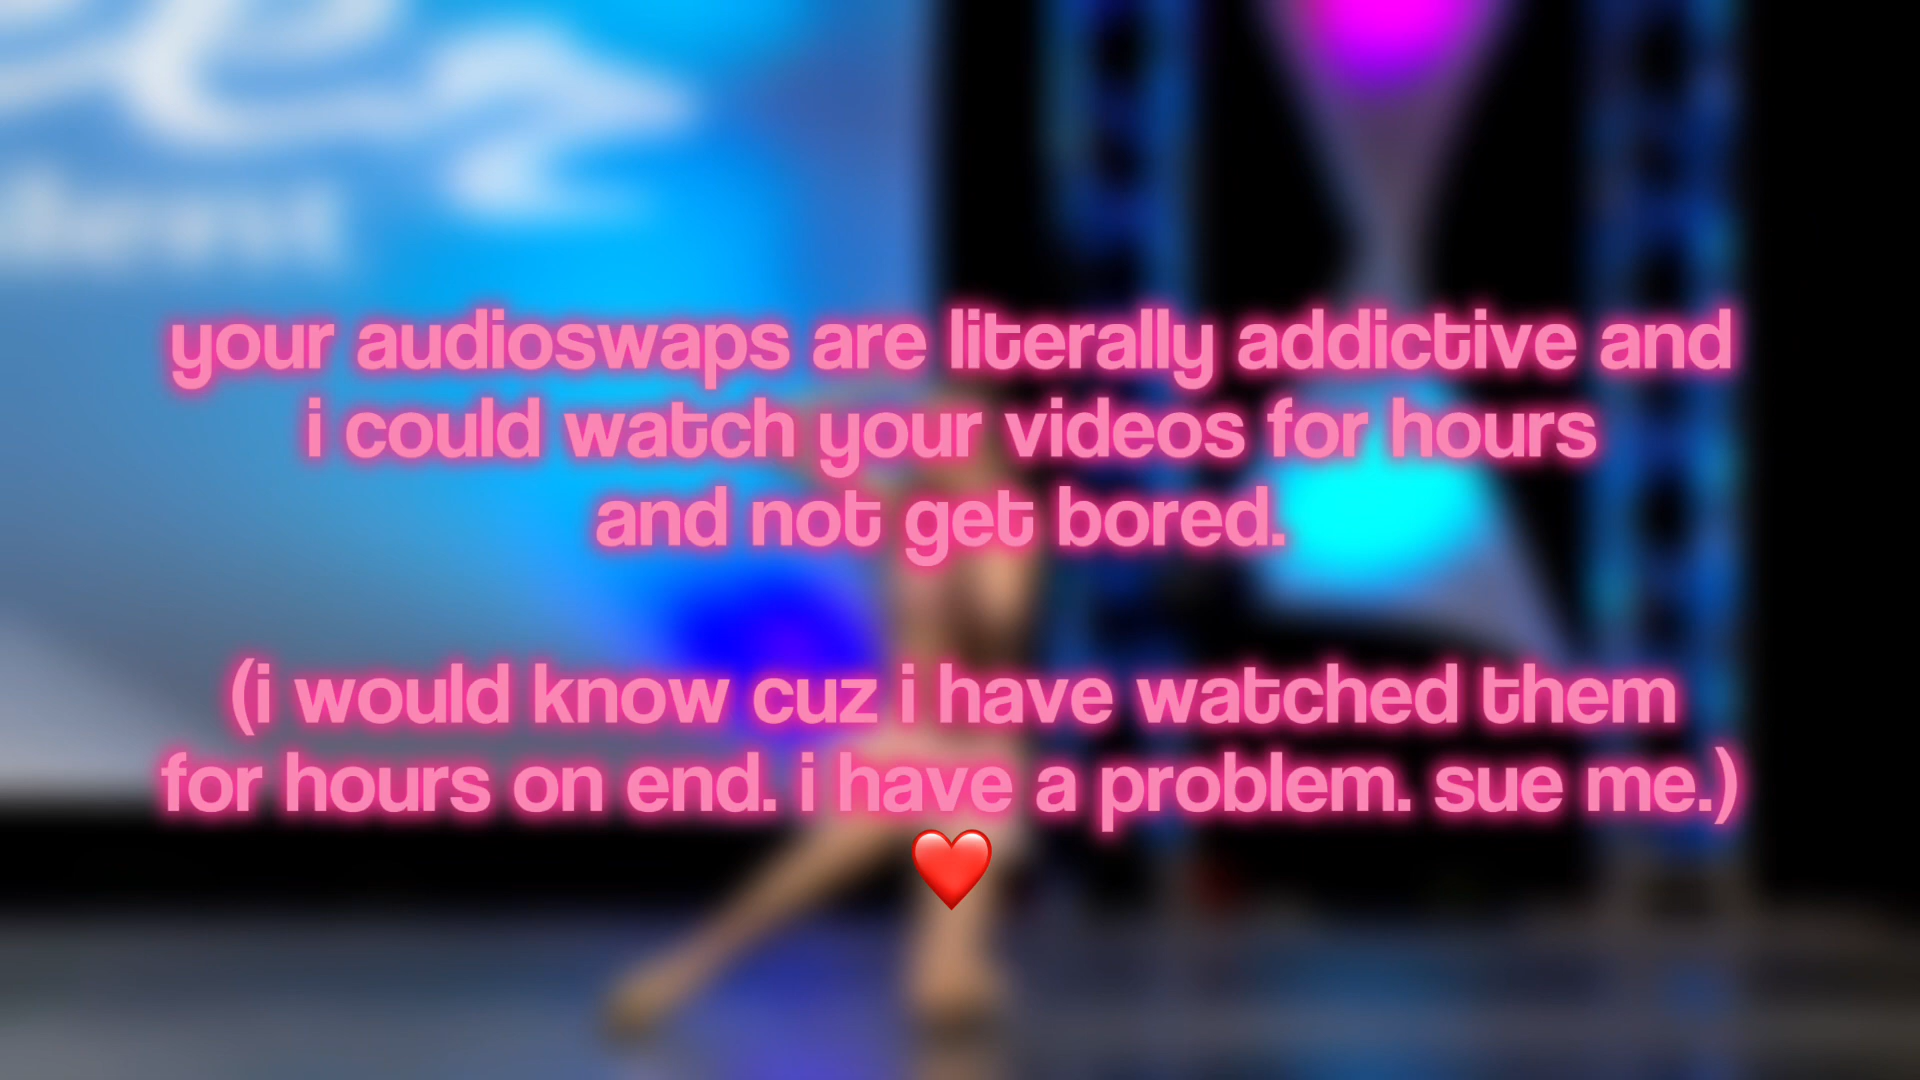 your audioswaps are literally addictive and
i could watch your videos for hours
and not get bored.
(i would know cuz i have watched them
for hours on end. i have a problem. sue me.)
❤️